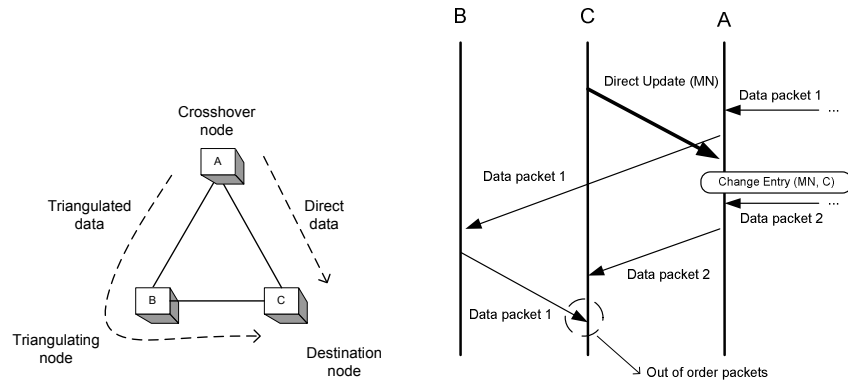 Crosshover
node
A
Triangulated
data
Direct
data
B
C
Triangulating
node
Destination
node
B
C
A
Direct Update (MN)
Data packet 1
...
Data packet 1
Change Entry (MN, C)
...
Data packet 2
Data packet 2
Data packet 1
Out of order packets